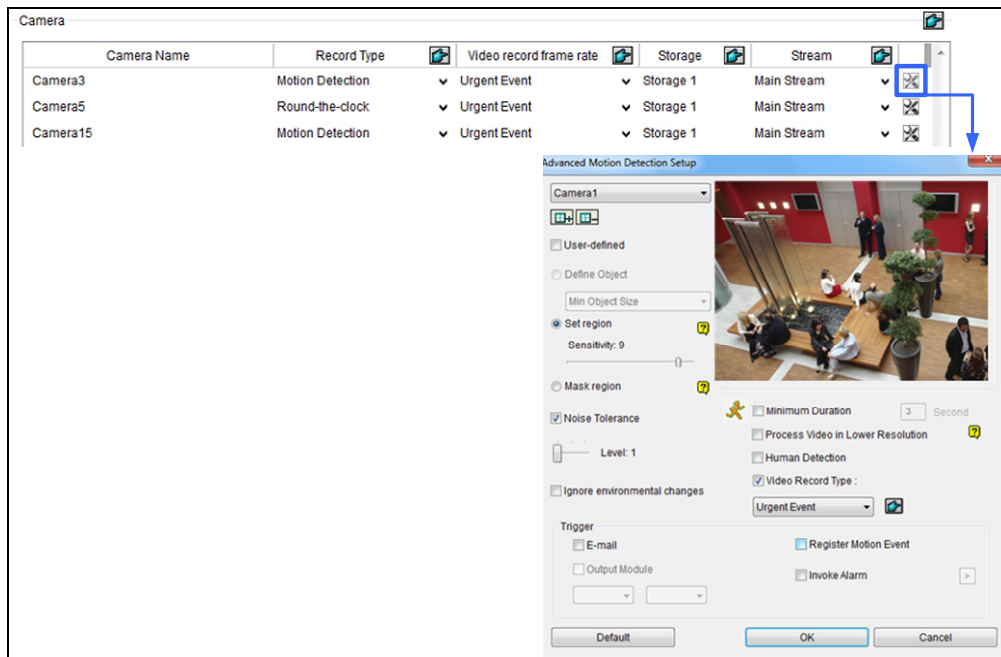 Camera
Camera Name Record Type Video record frame rate Storage Stream
Camera3 Motion Detection Urgent Event Storage 1 Main Stream
Camera5 Round-the-clock Urgent Event Storage 1 Main Stream
Camera15 Motion Detection Urgent Event Storage 1 Main Stream
Advanced Motion Detection Setup
Camera1
User-defined
Define Object
Min Object Size
Set region
Sensitivity: 9
Mask region
Noise Tolerance
Level: 1
Ignore environmental changes
Minimum Duration 3 Second
Process Video in Lower Resolution
Human Detection
Video Record Type :
Urgent Event
Trigger
E-mail
Output Module
Register Motion Event
Invoke Alarm
Default OK Cancel